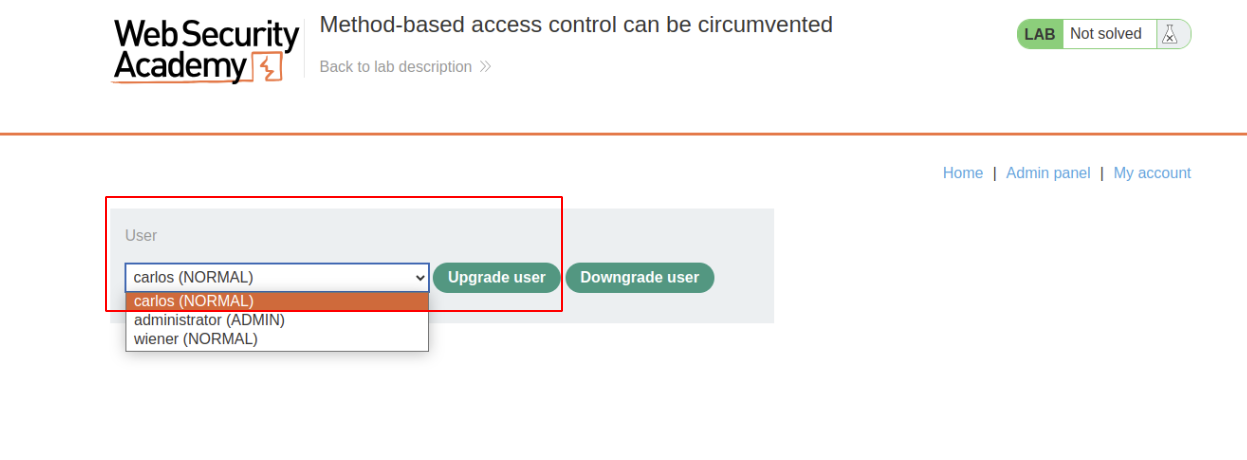 Web Security
Academy
Method-based access control can be circumvented
Back to lab description
LAB Not solved
Home | Admin panel | My account
User
carlos (NORMAL) Upgrade user Downgrade user
carlos (NORMAL)
administrator (ADMIN)
wiener (NORMAL)